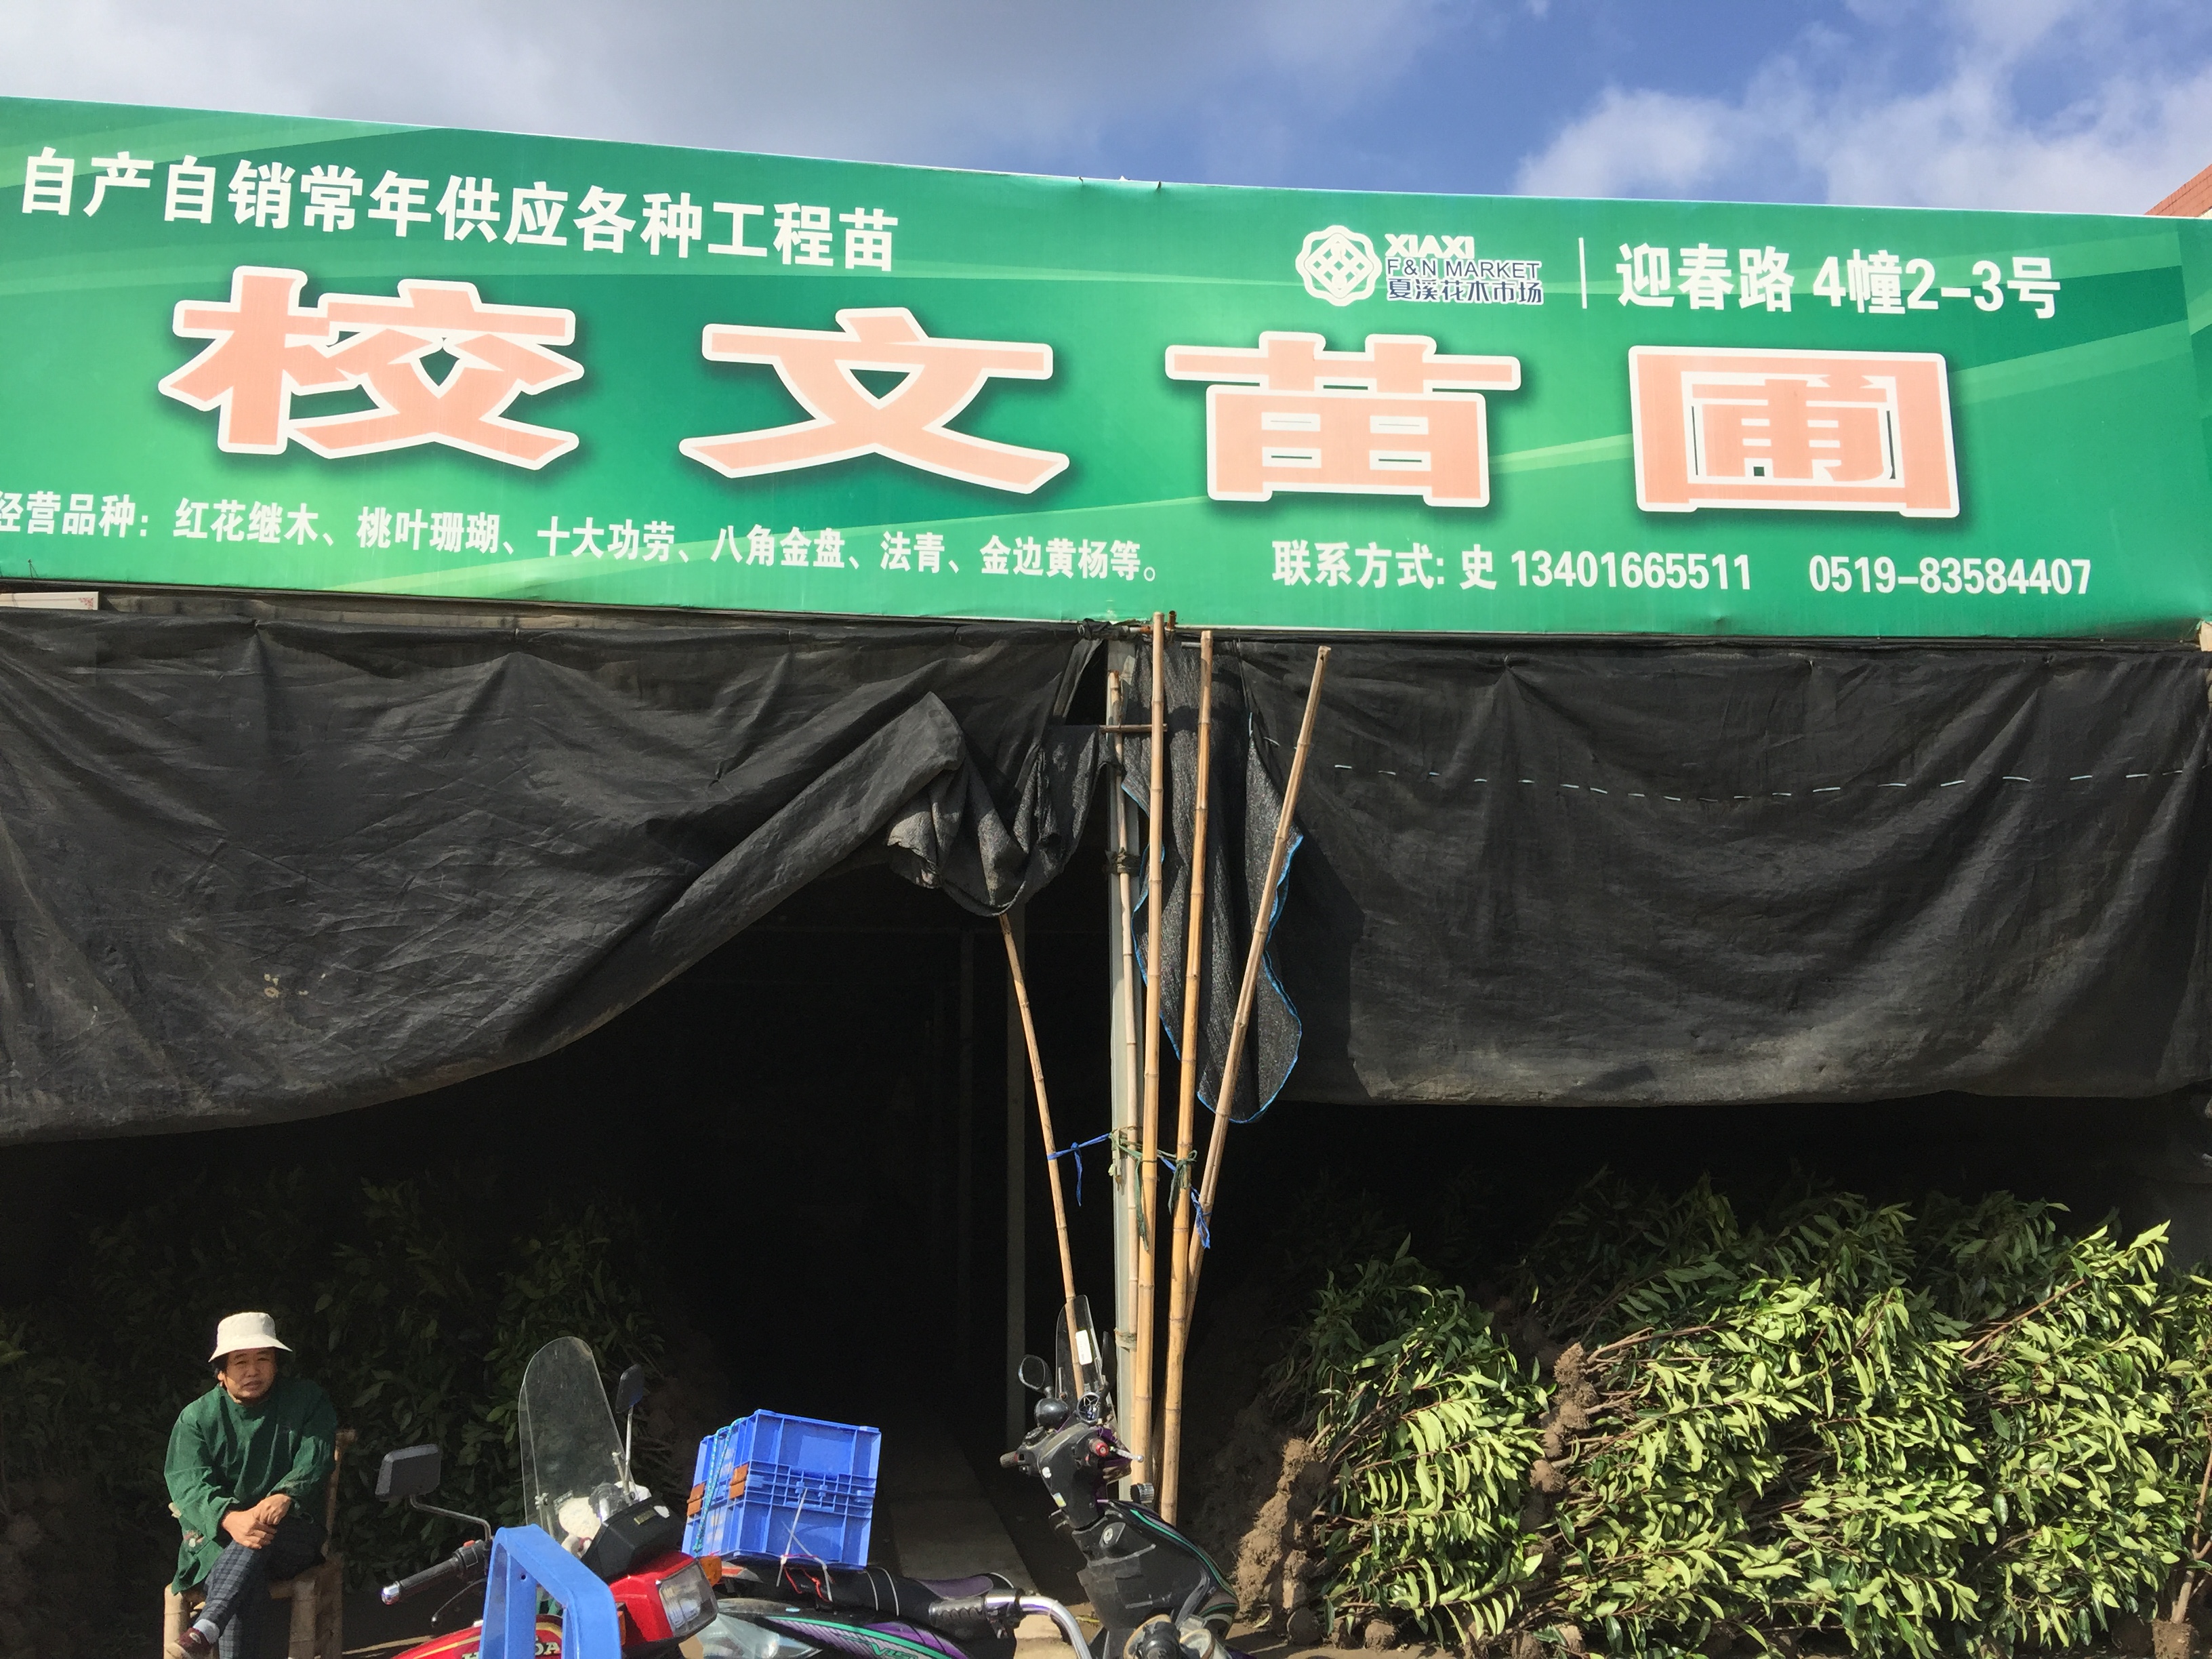 自产自销常年供应各种工程苗
XIAXI
F&N MARKET
夏溪花木市场
迎春路 4幢2-3号
校文苗圃
经营品种：红花继木、桃叶珊瑚、十大功劳、八角金盘、法青、金边黄杨等。
联系方式: 史 13401665511 0519-83584407